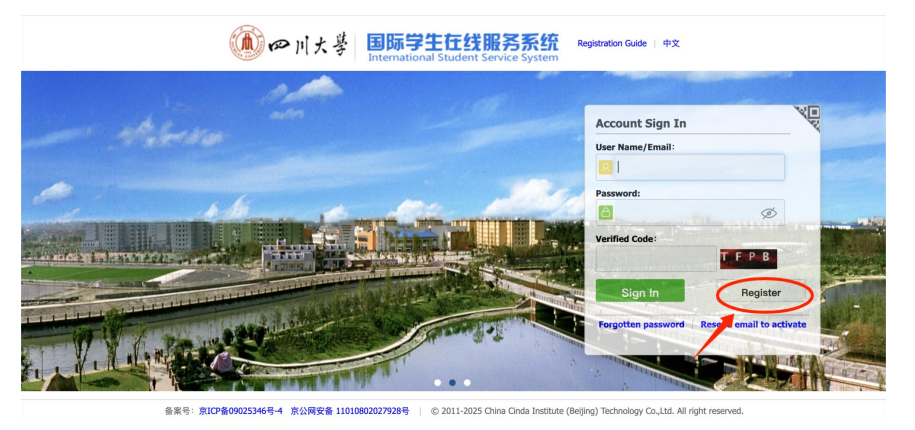 四川大學
国际学生在线服务系统
International Student Service System
Registration Guide | 中文
Account Sign In
User Name/Email:
Password:
Verified Code:
T F P B
Sign In
Register
Forgotten password
email to activate
备案号: 京ICP备09025346号-4 京公网安备 11010802027928号 | © 2011-2025 China Cinda Institute (Beijing) Technology Co.,Ltd. All right reserved.